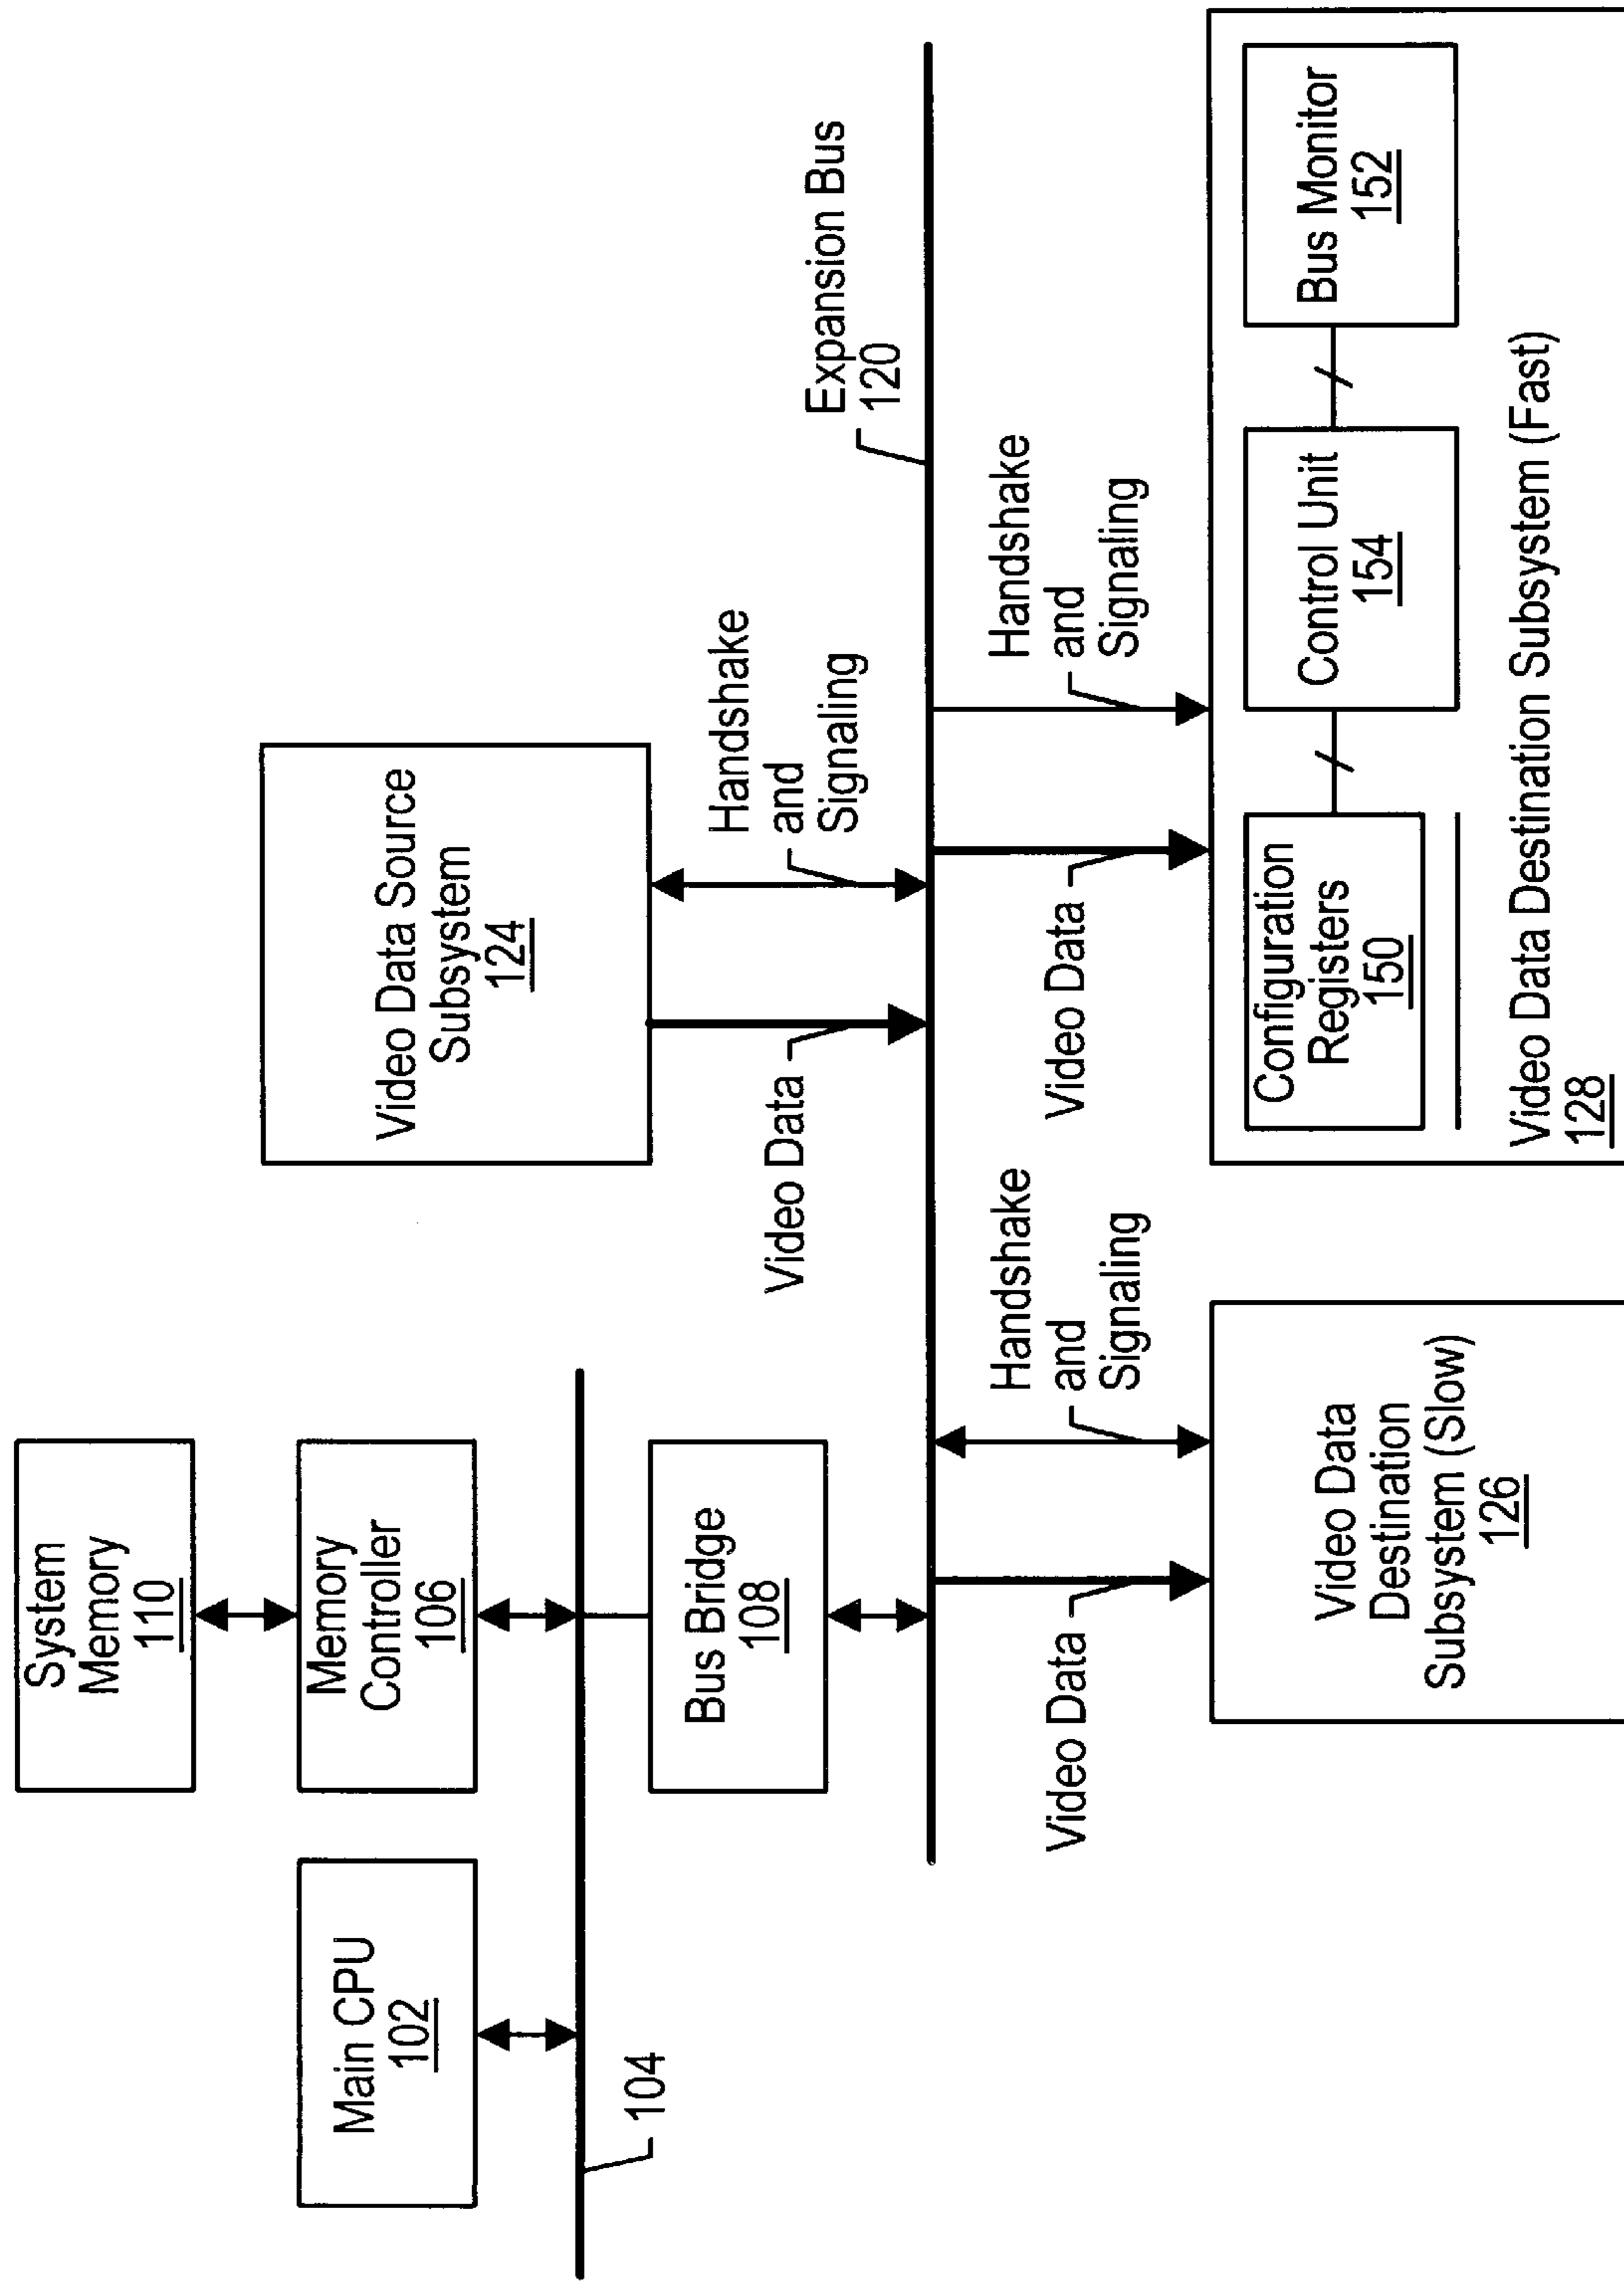 System
Memory
110
Main CPU
102
Memory
Controller
106
104
Bus Bridge
108
Video Data Source
Subsystem
124
Video Data
Handshake
and
Signaling
Expansion Bus
120
Video Data
Handshake
and
Signaling
Video Data
Handshake
and
Signaling
Video Data
Destination
Subsystem (Slow)
126
Configuration
Registers
150
Control Unit
154
Bus Monitor
152
Video Data Destination Subsystem (Fast)
128